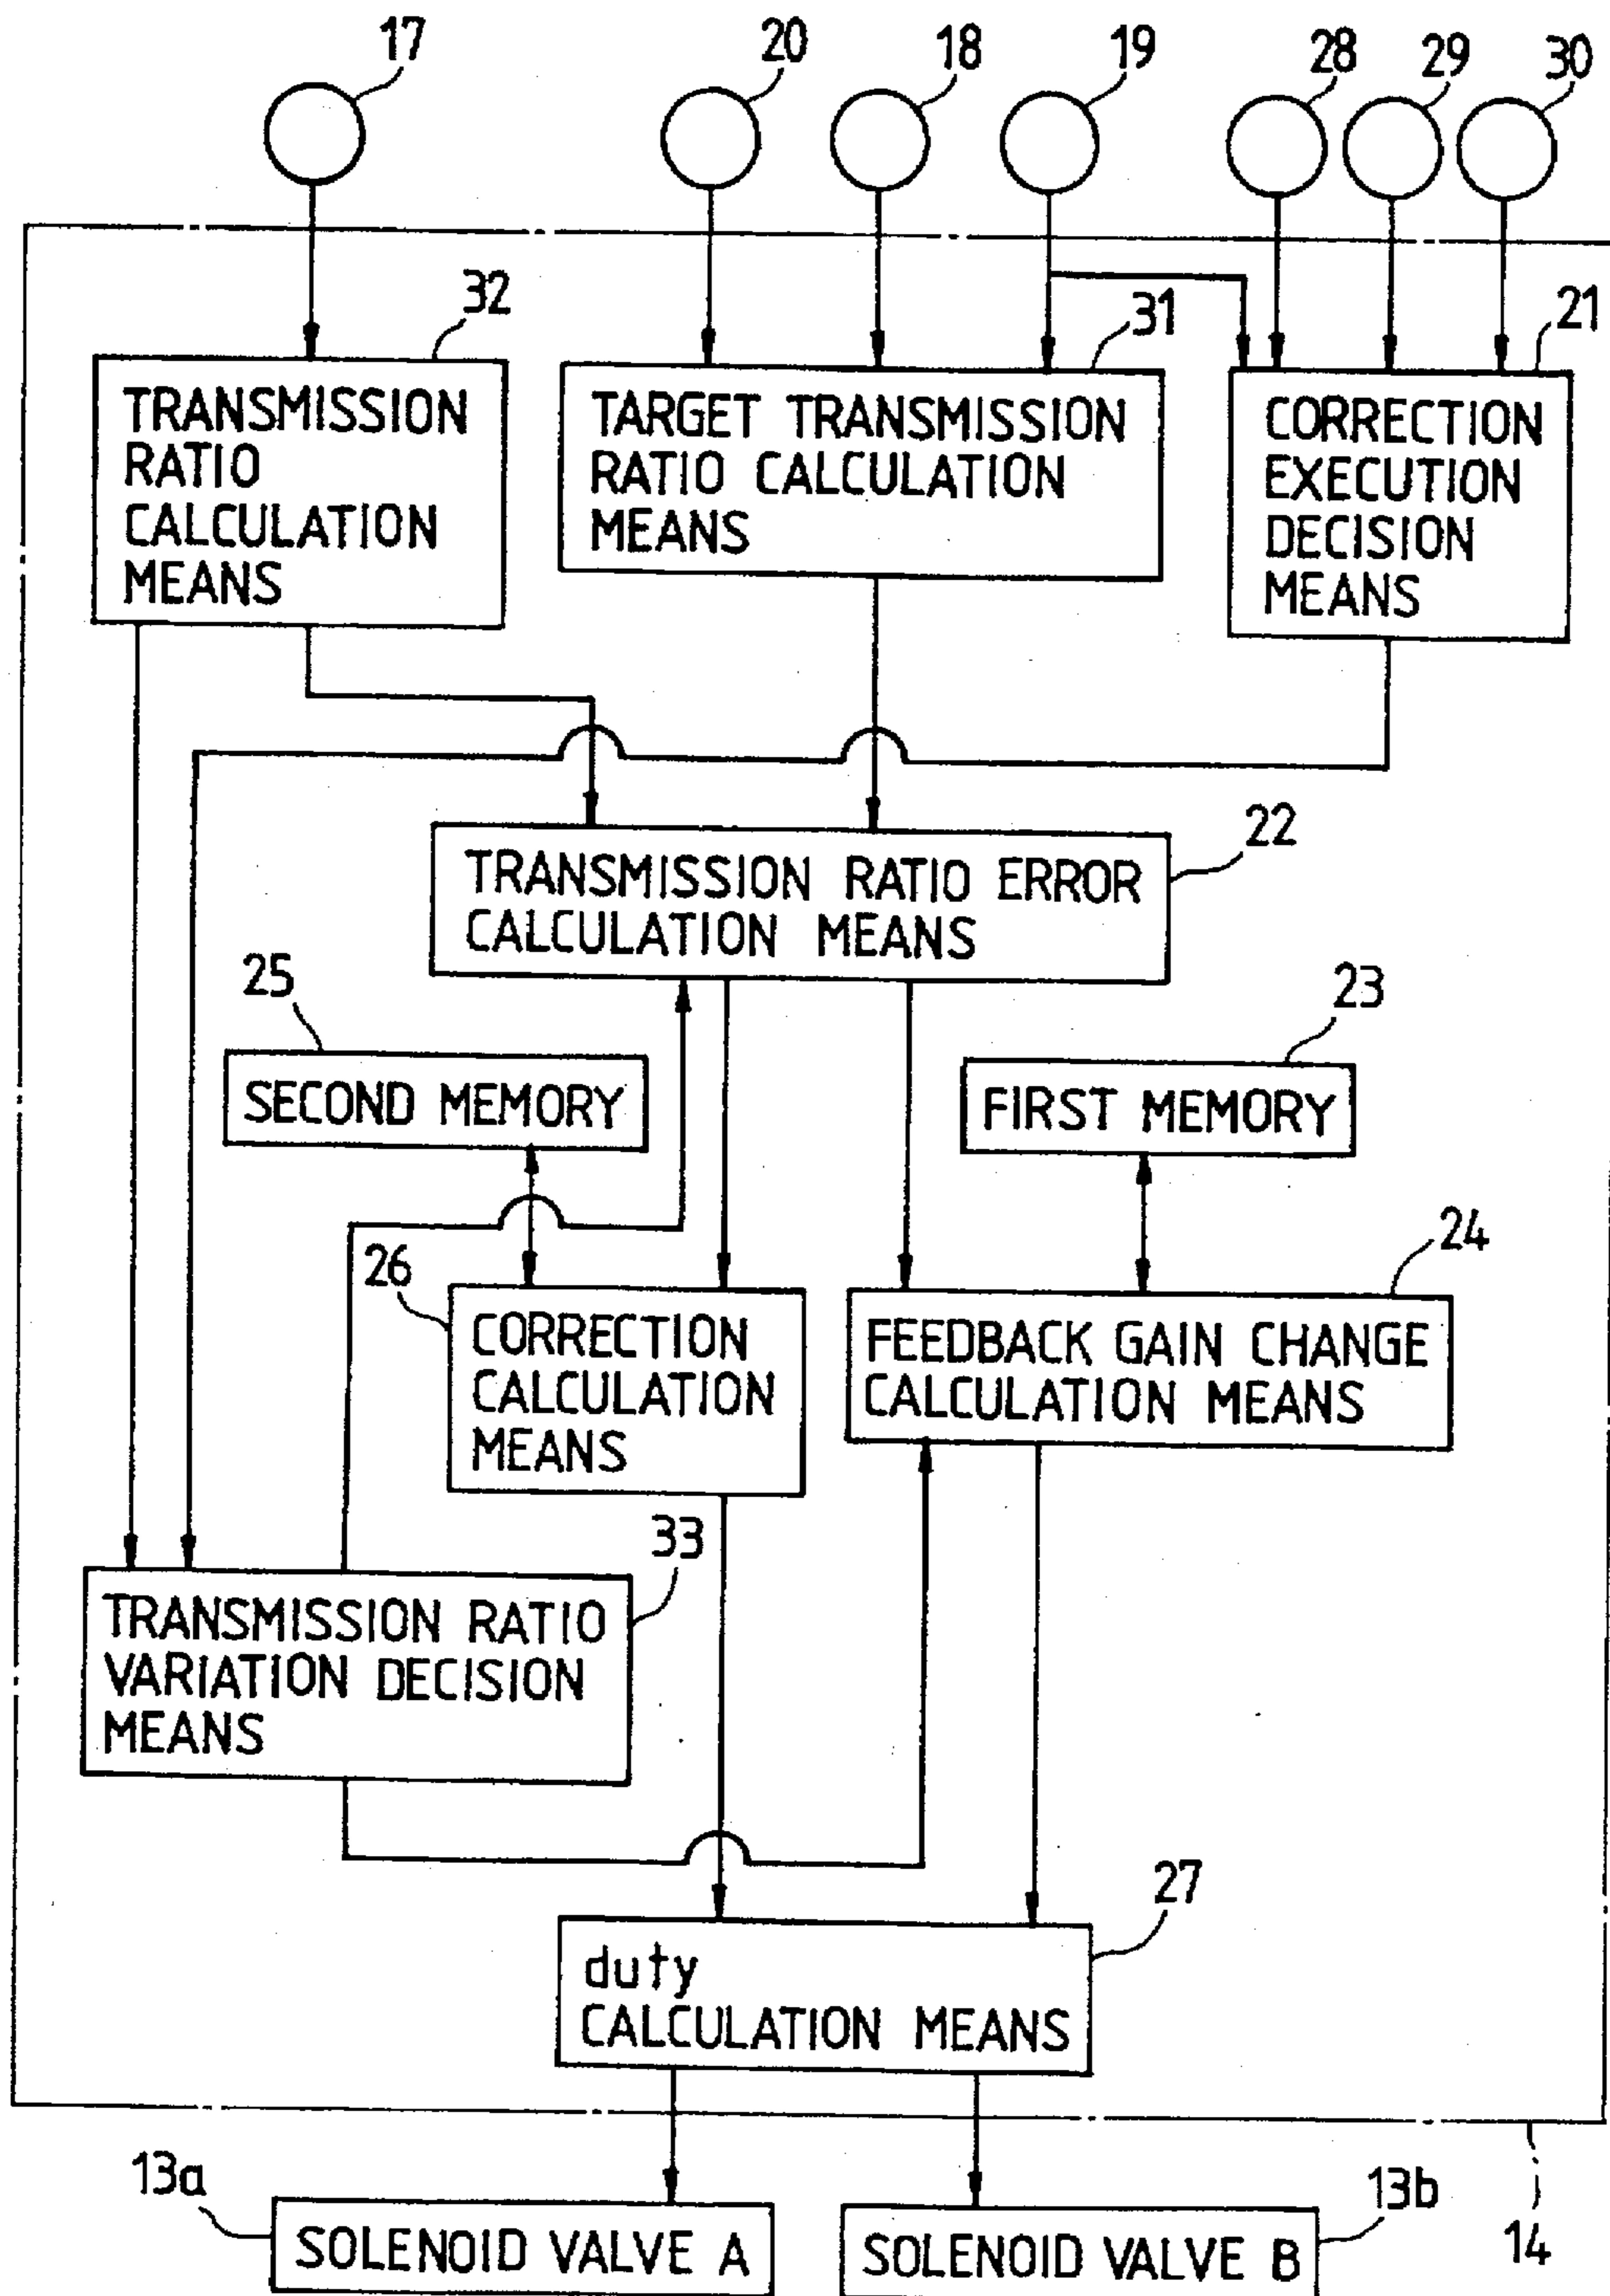 17
20
18
19
28
29
30
32
31
21
TRANSMISSION
RATIO
CALCULATION
MEANS
TARGET TRANSMISSION
RATIO CALCULATION
MEANS
CORRECTION
EXECUTION
DECISION
MEANS
22
TRANSMISSION RATIO ERROR
CALCULATION MEANS
25
23
SECOND MEMORY
FIRST MEMORY
26
24
CORRECTION
CALCULATION
MEANS
FEEDBACK GAIN CHANGE
CALCULATION MEANS
33
TRANSMISSION RATIO
VARIATION DECISION
MEANS
27
duty
CALCULATION MEANS
13a
13b
14
SOLENOID VALVE A
SOLENOID VALVE B